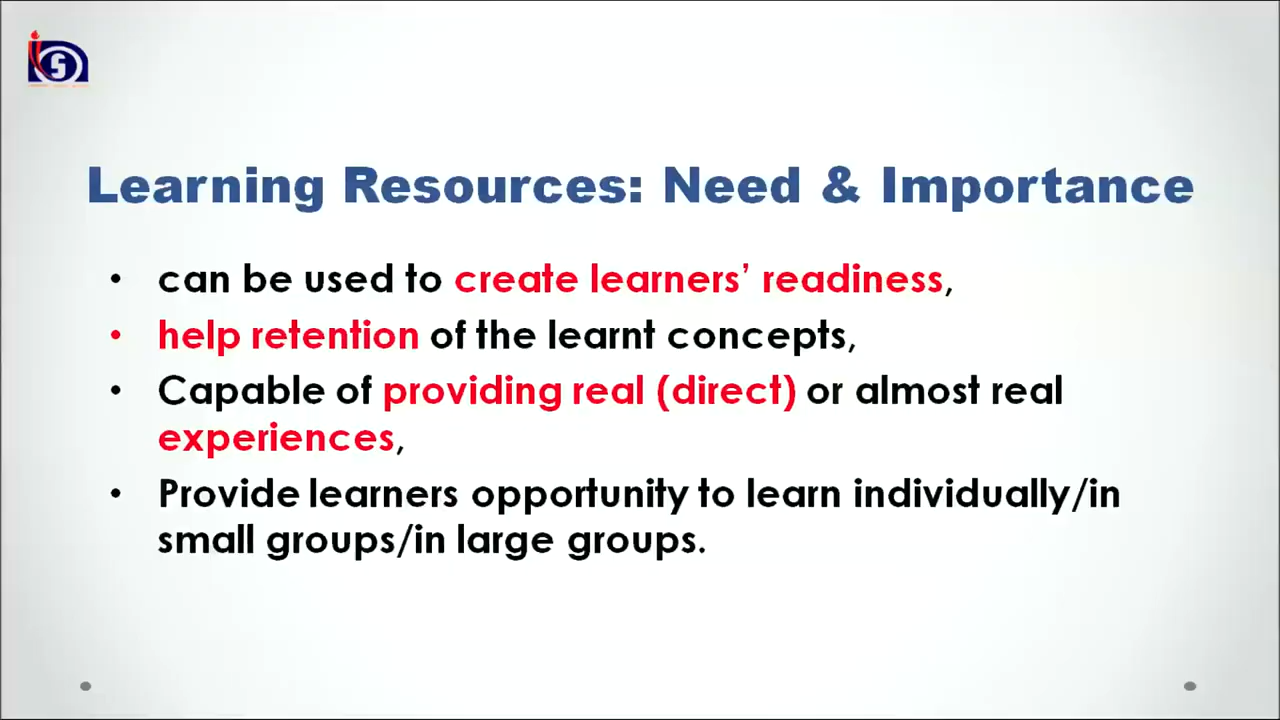 Learning Resources: Need & Importance
• can be used to create learners’ readiness,
• help retention of the learnt concepts,
• Capable of providing real (direct) or almost real
experiences,
• Provide learners opportunity to learn individually/in
small groups/in large groups.